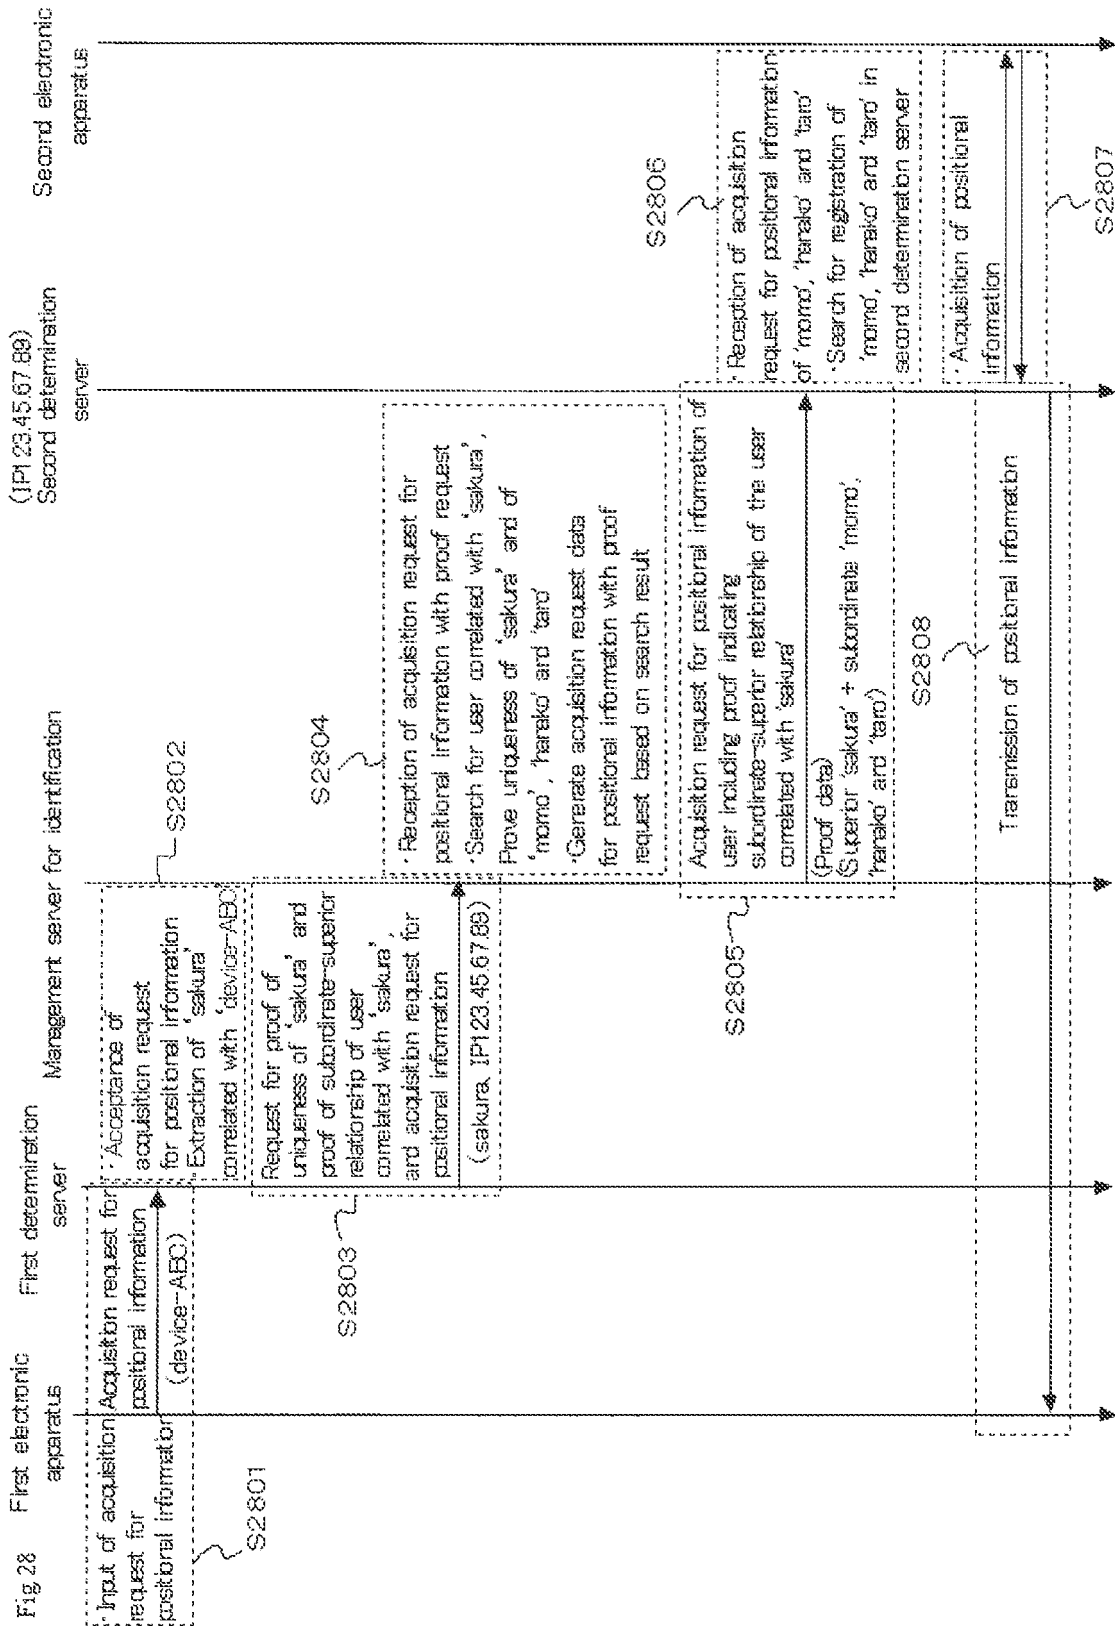 Fig.28
First electronic
apparatus
First determination
server
Management server for identification
(IP123.45.67.89)
Second determination
server
Second electronic
apparatus
・Input of acquisition
request for
positional information
Acquisition request for
positional information
(device-ABC)
S2801
・Acceptance of
acquisition request
for positional information
・Extraction of 'sakura'
correlated with 'device-ABC'
S2802
Request for proof of
uniqueness of 'sakura' and
proof of subordinate-superior
relationship of user
correlated with 'sakura',
and acquisition request for
positional information
(sakura, IP123.45.67.89)
S2803
S2804
・Reception of acquisition request for
positional information with proof request
・Search for user correlated with 'sakura',
Prove uniqueness of 'sakura' and of
'momo', 'hanako' and 'taro'
・Generate acquisition request data
for positional information with proof
request based on search result
Acquisition request for positional information of
user including proof indicating
subordinate-superior relationship of the user
correlated with 'sakura'
(Proof data)
(Superior 'sakura' + subordinate 'momo',
'hanako' and 'taro')
S2805
S2806
・Reception of acquisition
request for positional information
of 'momo', 'hanako' and 'taro'
・Search for registration of
'momo', 'hanako' and 'taro' in
second determination server
・Acquisition of positional
information
S2807
S2808
Transmission of positional information